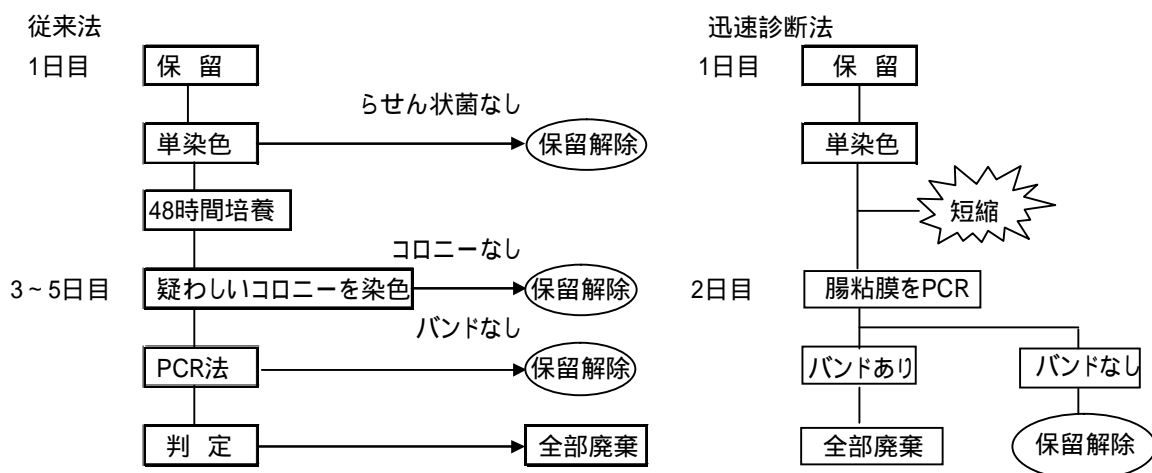 従来法
1日目
保 留
らせん状菌なし
単染色
保留解除
48時間培養
コロニーなし
3~5日目
疑わしいコロニーを染色
保留解除
バンドなし
PCR法
保留解除
判 定
全部廃棄
迅速診断法
1日目
保 留
単染色
短縮
2日目
腸粘膜をPCR
バンドあり
バンドなし
全部廃棄
保留解除